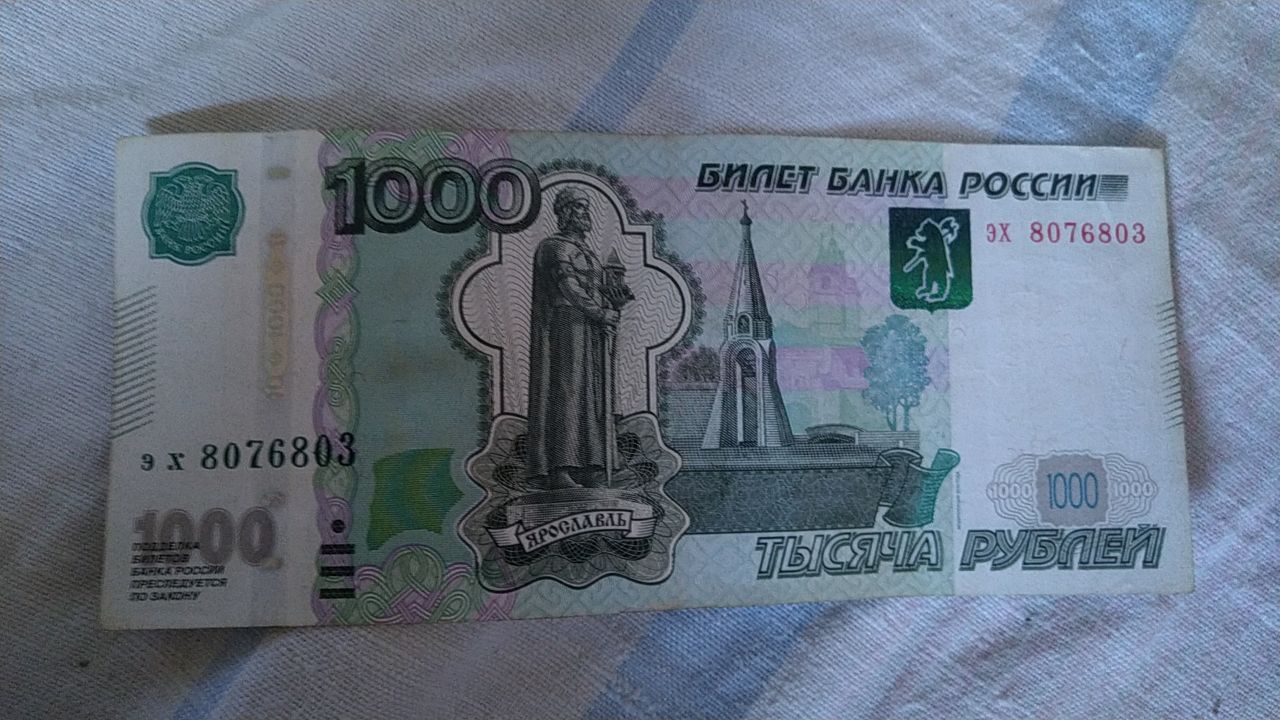 1000
БИЛЕТ БАНКА РОССИИ
БАНК РОССИИ
эх 8076803
эх 8076803
ЯРОСЛАВЛЬ
1000 1000 1000
1000
ТЫСЯЧА РУБЛЕЙ
ПОДДЕЛКА
БИЛЕТОВ
БАНКА РОССИИ
ПРЕСЛЕДУЕТСЯ
ПО ЗАКОНУ